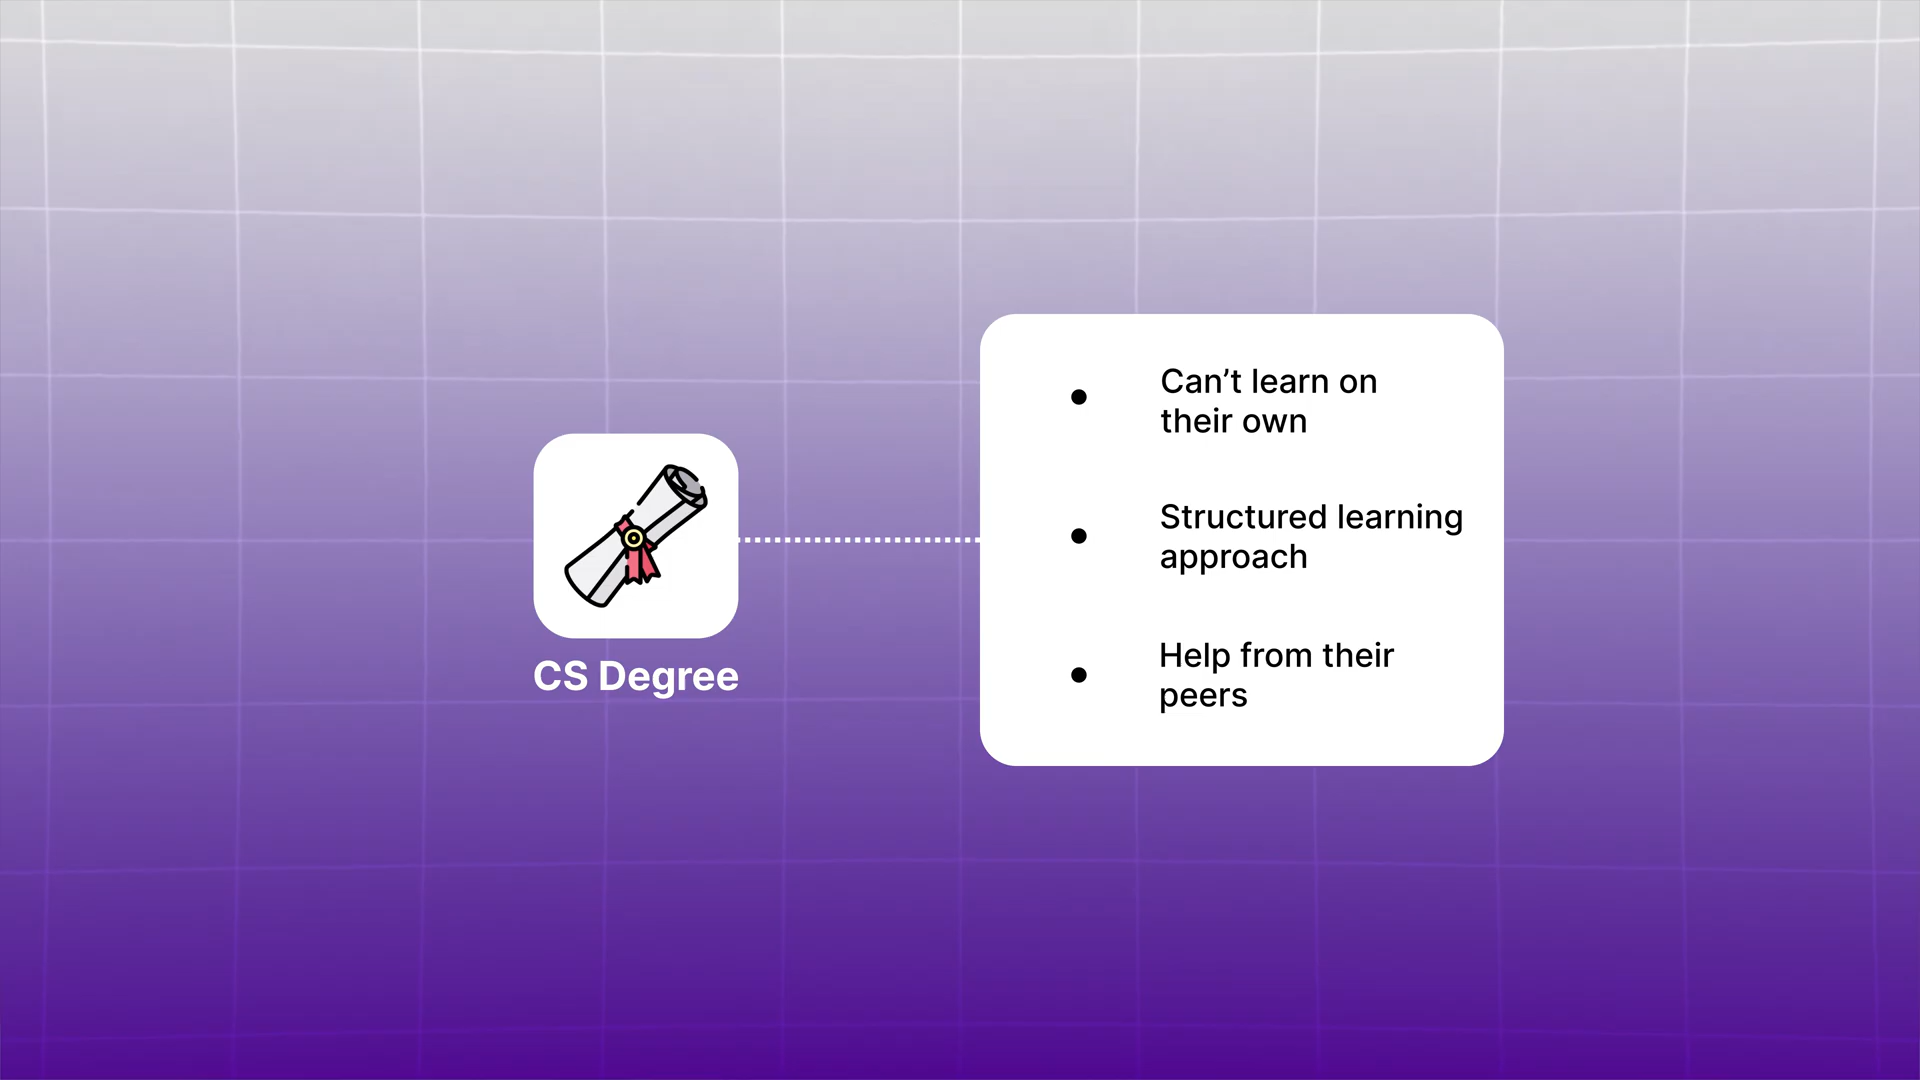 CS Degree
Can’t learn on
their own
Structured learning
approach
Help from their
peers